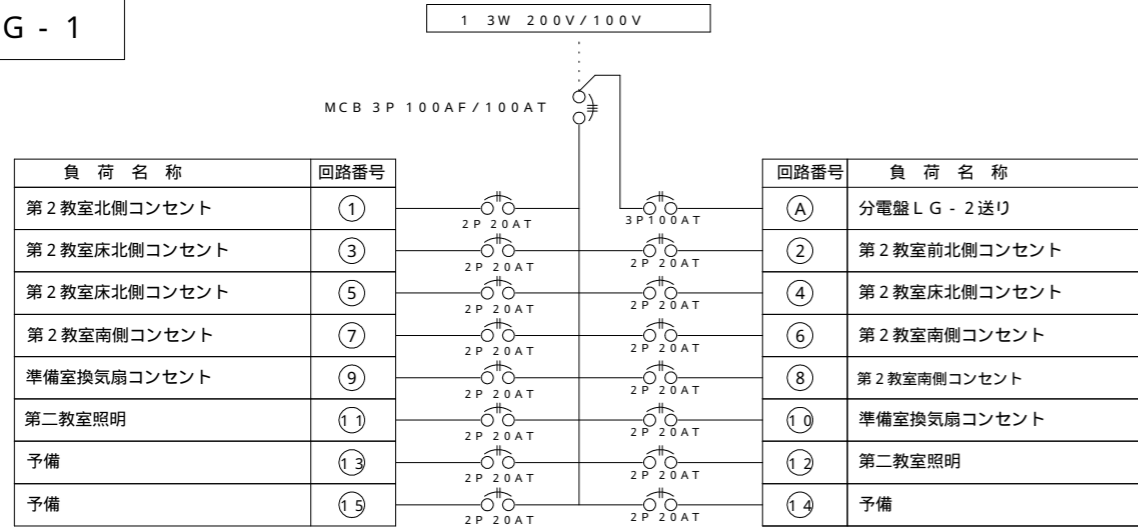 G - 1
1 3W 200V/100V
MCB 3P 100AF/100AT
負荷名称 回路番号 回路番号 負荷名称
第2教室北側コンセント 1 2P 20AT 3P100AT A 分電盤LG-2送り
第2教室床北側コンセント 3 2P 20AT 2P 20AT 2 第2教室前北側コンセント
第2教室床北側コンセント 5 2P 20AT 2P 20AT 4 第2教室床北側コンセント
第2教室南側コンセント 7 2P 20AT 2P 20AT 6 第2教室南側コンセント
準備室換気扇コンセント 9 2P 20AT 2P 20AT 8 第2教室南側コンセント
第二教室照明 11 2P 20AT 2P 20AT 10 準備室換気扇コンセント
予備 13 2P 20AT 2P 20AT 12 第二教室照明
予備 15 2P 20AT 2P 20AT 14 予備